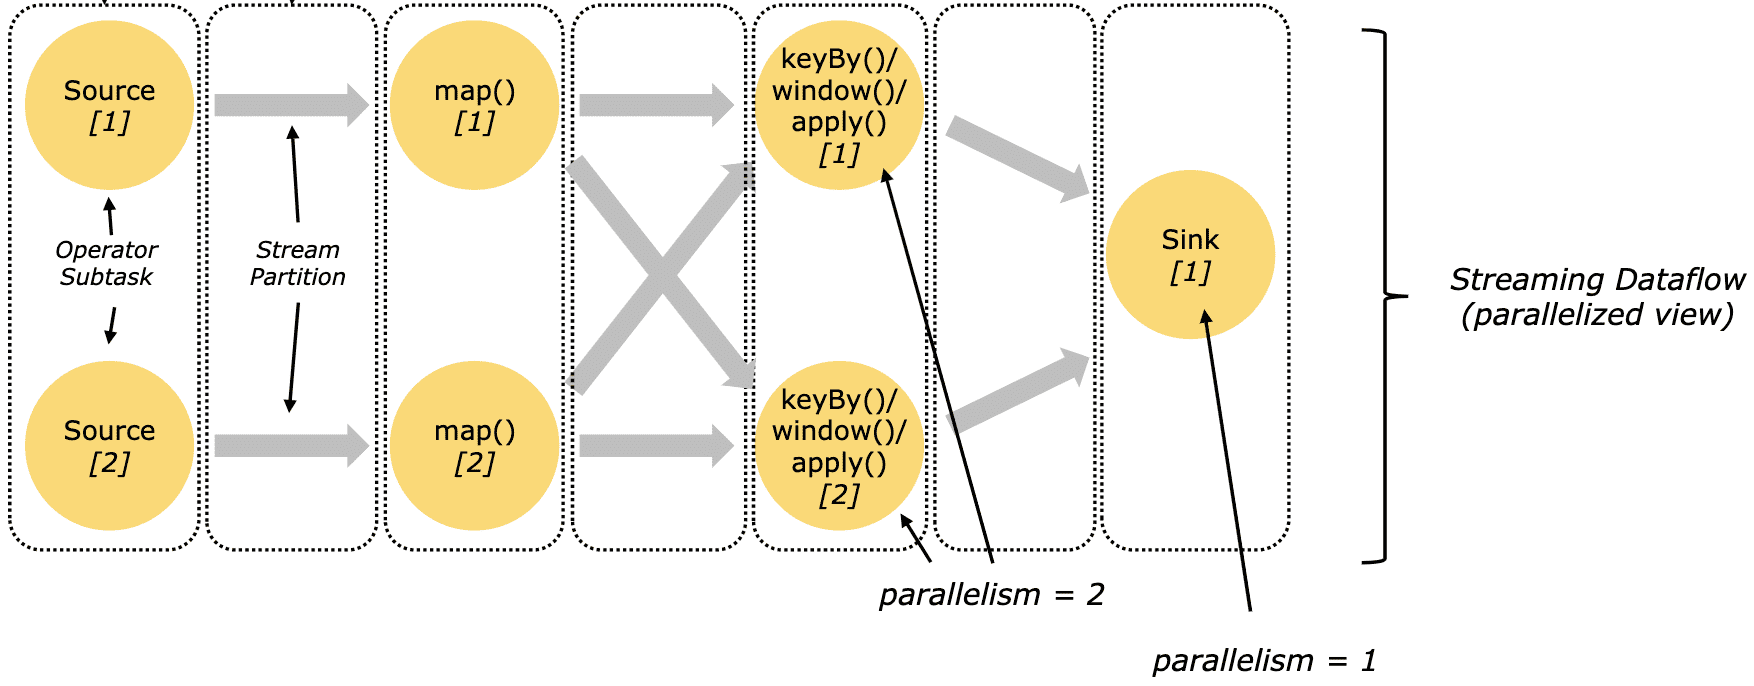 Source
[1]
map()
[1]
keyBy()/
window()/
apply()
[1]
Operator
Subtask
Stream
Partition
Sink
[1]
Streaming Dataflow
(parallelized view)
Source
[2]
map()
[2]
keyBy()/
window()/
apply()
[2]
parallelism = 2
parallelism = 1